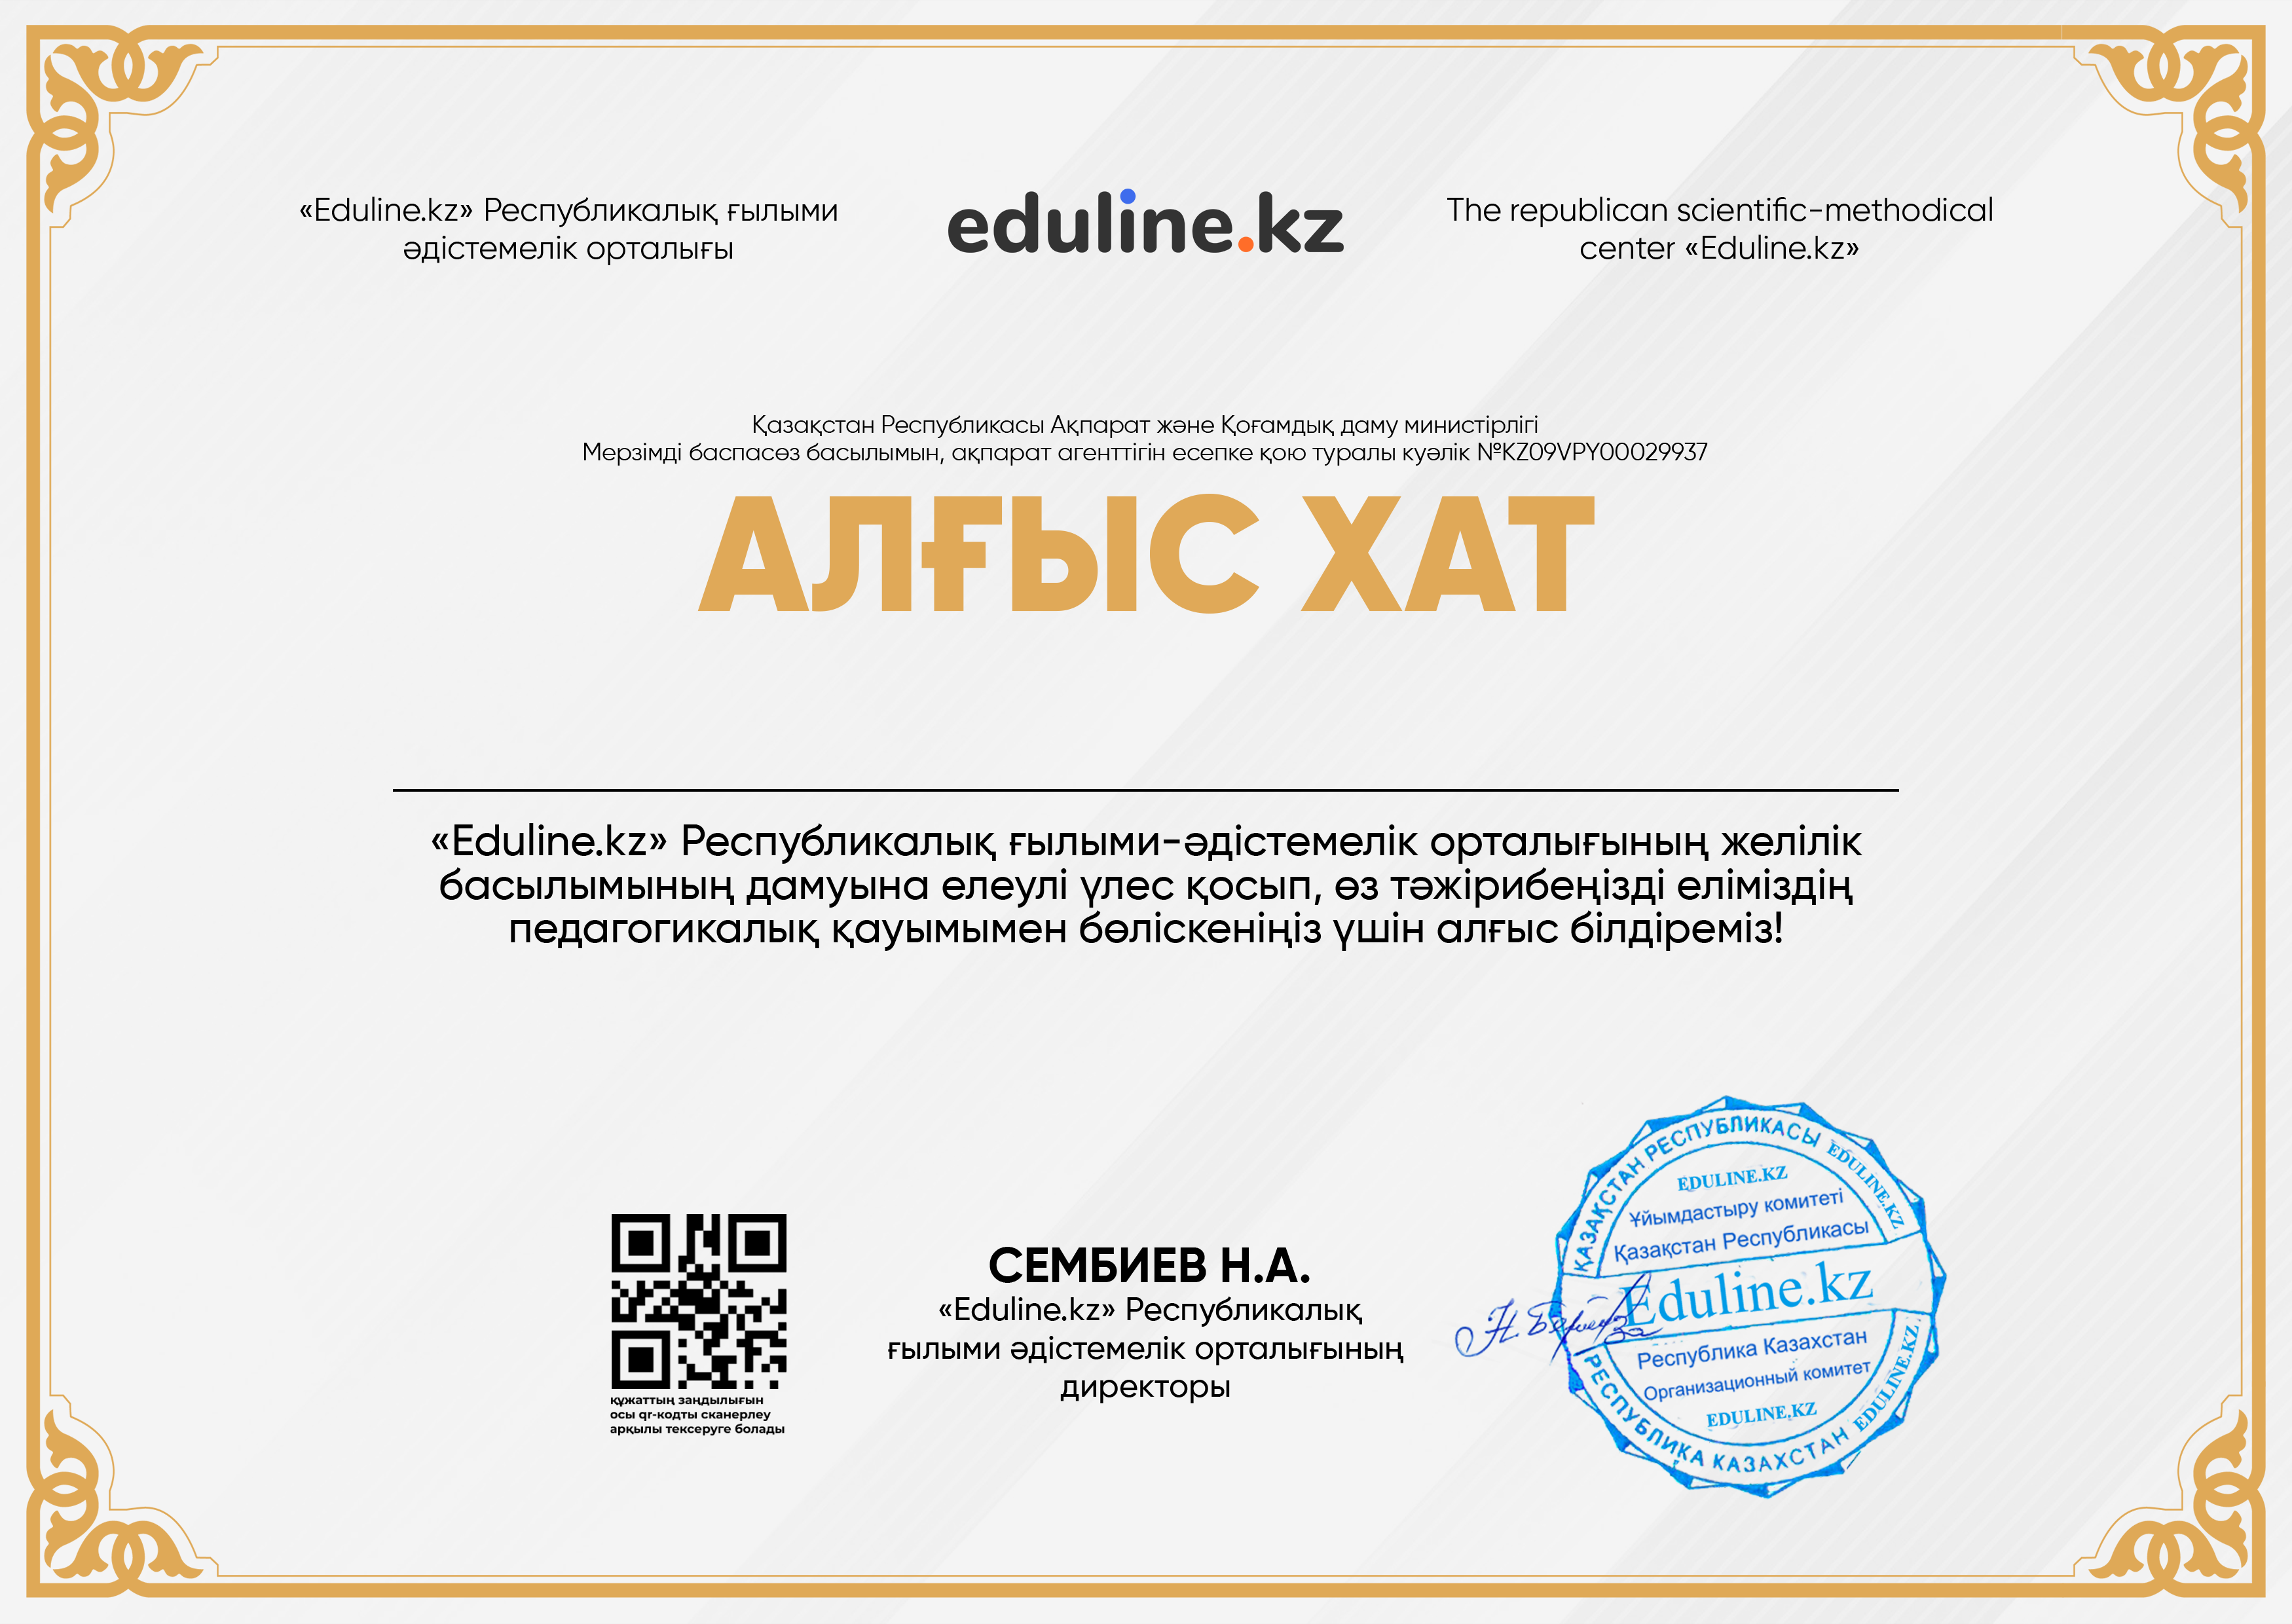 «Eduline.kz» Республикалық ғылыми
әдістемелік орталығы
eduline.kz
The republican scientific-methodical
center «Eduline.kz»
Қазақстан Республикасы Ақпарат және Қоғамдық даму министірлігі
Мерзімді баспасөз басылымын, ақпарат агенттігін есепке қою туралы куәлік №KZ09VPY00029937
АЛҒЫС ХАТ
«Eduline.kz» Республикалық ғылыми-әдістемелік орталығының желілік
басылымының дамуына елеулі үлес қосып, өз тәжірибеңізді еліміздің
педагогикалық қауымымен бөліскеніңіз үшін алғыс білдіреміз!
құжаттың заңдылығын
осы qr-кодты сканерлеу
арқылы тексеруге болады
СЕМБИЕВ Н.А.
«Eduline.kz» Республикалық
ғылыми әдістемелік орталығының
директоры
ҚАЗАҚСТАН РЕСПУБЛИКАСЫ EDULINE.KZ
EDULINE.KZ
Ұйымдастыру комитеті
Қазақстан Республикасы
Eduline.kz
Республика Казахстан
Организационный комитет
EDULINE.KZ
РЕСПУБЛИКА КАЗАХСТАН EDULINE.KZ